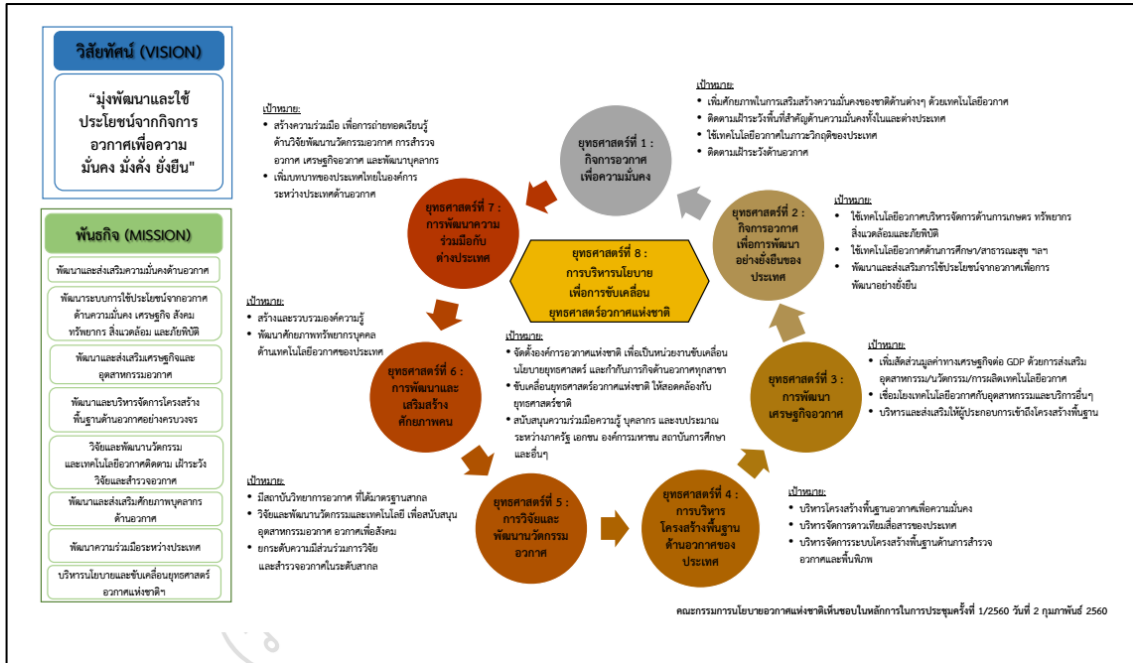 วิสัยทัศน์ (VISION)
“มุ่งพัฒนาและใช้
ประโยชน์จากกิจการ
อวกาศเพื่อความ
มั่นคง มั่งคั่ง ยั่งยืน"
พันธกิจ (MISSION)
พัฒนาและส่งเสริมความมั่นคงด้านอวกาศ
พัฒนาระบบการใช้ประโยชน์จากอวกาศ
ด้านความมั่นคง เศรษฐกิจ สังคม
ทรัพยากร สิ่งแวดล้อม และภัยพิบัติ
พัฒนาและส่งเสริมเศรษฐกิจและ
อุตสาหกรรมอวกาศ
พัฒนาและบริหารจัดการโครงสร้าง
พื้นฐานด้านอวกาศอย่างครบวงจร
วิจัยและพัฒนานวัตกรรม
และเทคโนโลยีอวกาศติดตาม เฝ้าระวัง
วิจัยและสำรวจอวกาศ
พัฒนาและส่งเสริมศักยภาพบุคลากร
ด้านอวกาศ
พัฒนาความร่วมมือระหว่างประเทศ
บริหารนโยบายและขับเคลื่อนยุทธศาสตร์
อวกาศแห่งชาติฯ
ยุทธศาสตร์ที่ 1 :
กิจการอวกาศ
เพื่อความมั่นคง
เป้าหมาย:
• เพิ่มศักยภาพในการเสริมสร้างความมั่นคงของชาติด้านต่างๆ ด้วยเทคโนโลยีอวกาศ
• ติดตามเฝ้าระวังพื้นที่สำคัญด้านความมั่นคงทั้งในและต่างประเทศ
• ใช้เทคโนโลยีอวกาศในภาวะวิกฤติของประเทศ
• ติดตามเฝ้าระวังด้านอวกาศ
ยุทธศาสตร์ที่ 2 :
กิจการอวกาศ
เพื่อการพัฒนา
อย่างยั่งยืนของ
ประเทศ
เป้าหมาย:
• ใช้เทคโนโลยีอวกาศบริหารจัดการด้านการเกษตร ทรัพยากร
สิ่งแวดล้อมและภัยพิบัติ
• ใช้เทคโนโลยีอวกาศด้านการศึกษา/สาธารณะสุข ฯลฯ
• พัฒนาและส่งเสริมการใช้ประโยชน์จากอวกาศเพื่อการ
พัฒนาอย่างยั่งยืน
ยุทธศาสตร์ที่ 3 :
การพัฒนา
เศรษฐกิจอวกาศ
เป้าหมาย:
• เพิ่มสัดส่วนมูลค่าทางเศรษฐกิจต่อ GDP ด้วยการส่งเสริม
อุตสาหกรรม/นวัตกรรม/การผลิตเทคโนโลยีอวกาศ
• เชื่อมโยงเทคโนโลยีอวกาศกับอุตสาหกรรมและบริการอื่นๆ
• บริหารและส่งเสริมให้ผู้ประกอบการเข้าถึงโครงสร้างพื้นฐาน
ยุทธศาสตร์ที่ 4 :
การบริหาร
โครงสร้างพื้นฐาน
ด้านอวกาศของ
ประเทศ
เป้าหมาย:
• บริหารโครงสร้างพื้นฐานอวกาศเพื่อความมั่นคง
• บริหารจัดการดาวเทียมสื่อสารของประเทศ
• บริหารจัดการระบบโครงสร้างพื้นฐานด้านการสำรวจ
อวกาศและพื้นพิภพ
ยุทธศาสตร์ที่ 5 :
การวิจัยและ
พัฒนานวัตกรรม
อวกาศ
เป้าหมาย:
• มีสถาบันวิทยาการอวกาศ ที่ได้มาตรฐานสากล
• วิจัยและพัฒนานวัตกรรมและเทคโนโลยี เพื่อสนับสนุน
อุตสาหกรรมอวกาศ อวกาศเพื่อสังคม
• ยกระดับความมีส่วนร่วมการวิจัย
และสำรวจอวกาศในระดับสากล
ยุทธศาสตร์ที่ 6 :
การพัฒนาและ
เสริมสร้าง
ศักยภาพคน
เป้าหมาย:
• สร้างและรวบรวมองค์ความรู้
• พัฒนาศักยภาพทรัพยากรบุคคล
ด้านเทคโนโลยีอวกาศของประเทศ
ยุทธศาสตร์ที่ 7 :
การพัฒนาความ
ร่วมมือกับ
ต่างประเทศ
เป้าหมาย:
• สร้างความร่วมมือ เพื่อการถ่ายทอดเรียนรู้
ด้านวิจัยพัฒนานวัตกรรมอวกาศ การสำรวจ
อวกาศ เศรษฐกิจอวกาศ และพัฒนาบุคลากร
• เพิ่มบทบาทของประเทศไทยในองค์การ
ระหว่างประเทศด้านอวกาศ
ยุทธศาสตร์ที่ 8 :
การบริหารนโยบาย
เพื่อการขับเคลื่อน
ยุทธศาสตร์อวกาศแห่งชาติ
เป้าหมาย:
• จัดตั้งองค์การอวกาศแห่งชาติ เพื่อเป็นหน่วยงานขับเคลื่อน
นโยบายยุทธศาสตร์ และกำกับภารกิจด้านอวกาศทุกสาขา
• ขับเคลื่อนยุทธศาสตร์อวกาศแห่งชาติ ให้สอดคล้องกับ
ยุทธศาสตร์ชาติ
• สนับสนุนความร่วมมือความรู้ บุคลากร และงบประมาณ
ระหว่างภาครัฐ เอกชน องค์การมหาชน สถาบันการศึกษา
และอื่นๆ
คณะกรรมการนโยบายอวกาศแห่งชาติเห็นชอบในหลักการในการประชุมครั้งที่ 1/2560 วันที่ 2 กุมภาพันธ์ 2560